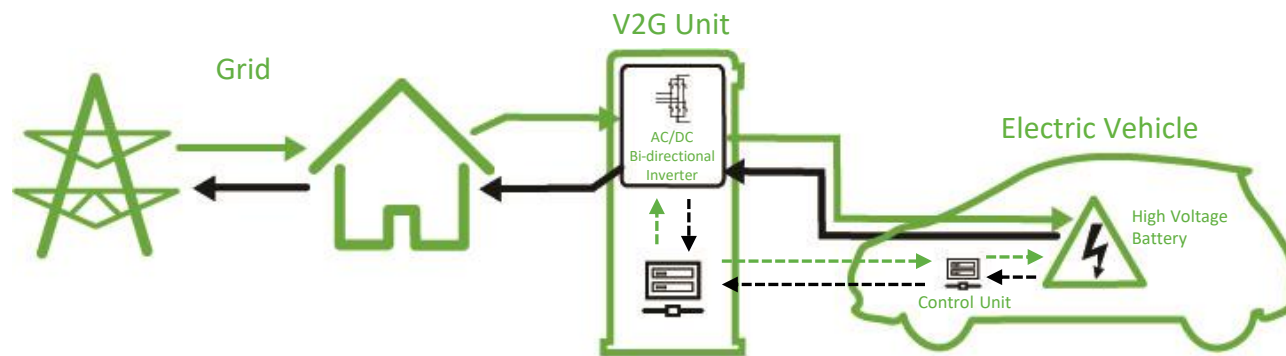 V2G Unit
Grid
AC/DC
Bi-directional
Inverter
Electric Vehicle
High Voltage
Battery
Control Unit